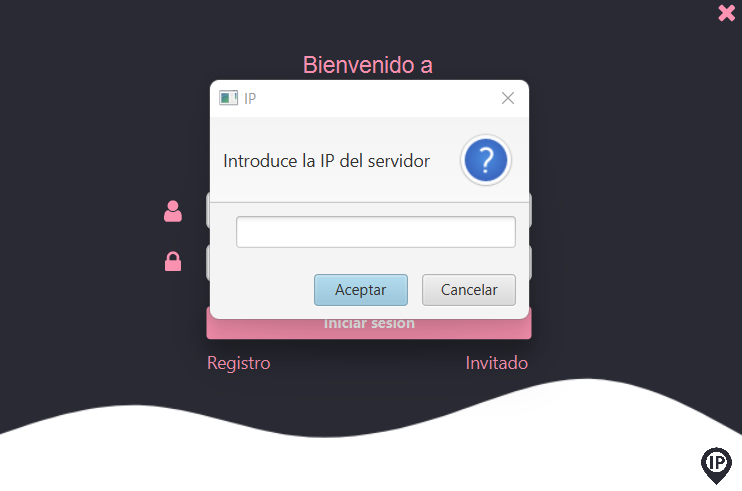 Bienvenido a
IP
Introduce la IP del servidor
?
Aceptar
Cancelar
Iniciar sesión
Registro
Invitado
IP